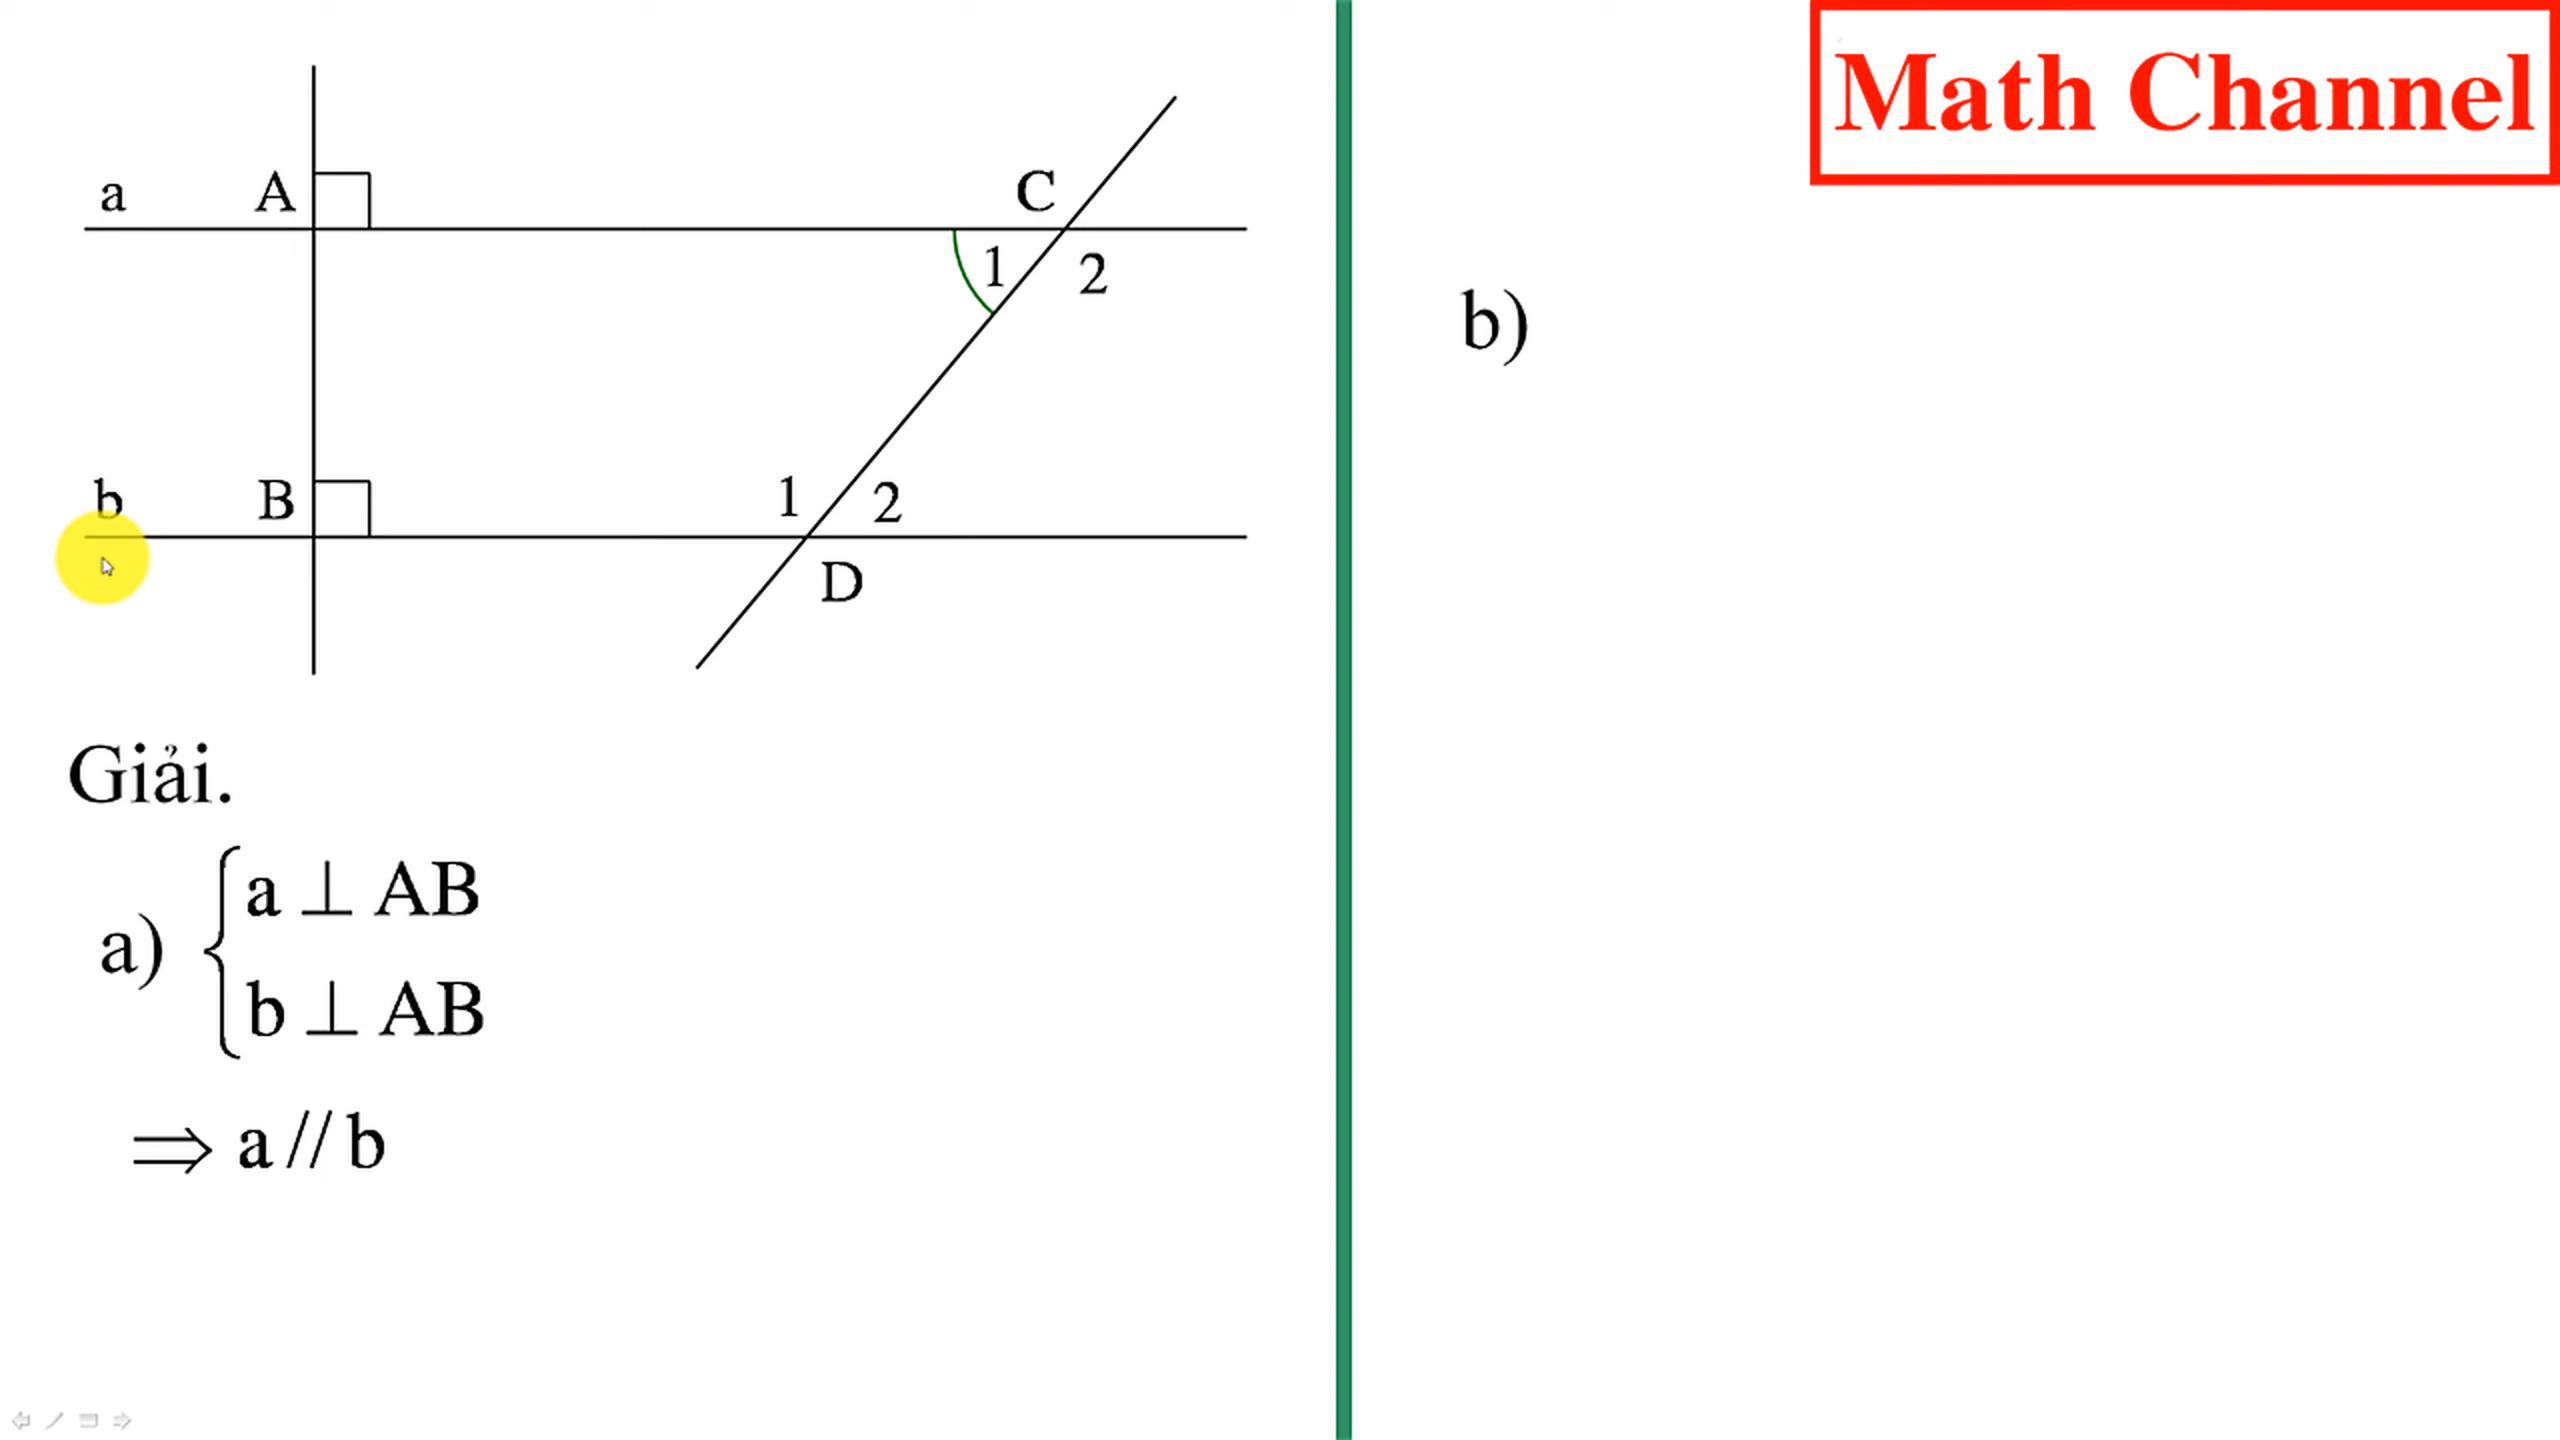 Math Channel
a A C
1 2
b B 1 2
D
Giải.
a) { a ⊥ AB
b ⊥ AB
⇒ a // b
b)